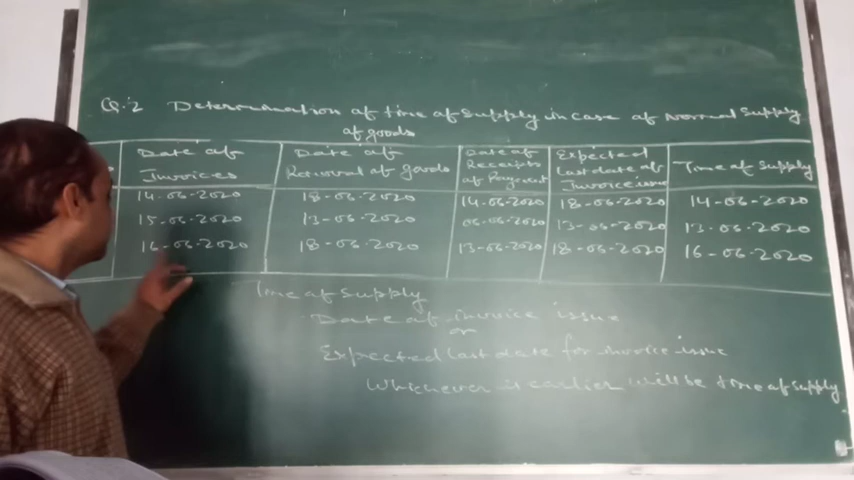 Q.2 Determination of time of Supply in case of Normal Supply
of goods
Date of Invoices
Date of Removal of goods
Date of Receipts of Payment
Expected Last date of Invoice issue
Time of Supply
14-06-2020 18-06-2020 14-06-2020 18-06-2020 14-06-2020
15-06-2020 13-06-2020 06-06-2020 13-06-2020 13-06-2020
16-06-2020 18-06-2020 13-06-2020 18-06-2020 16-06-2020
Time of Supply
Date of invoice issue
or
Expected last date for invoice issue
Whichever is earlier will be time of supply